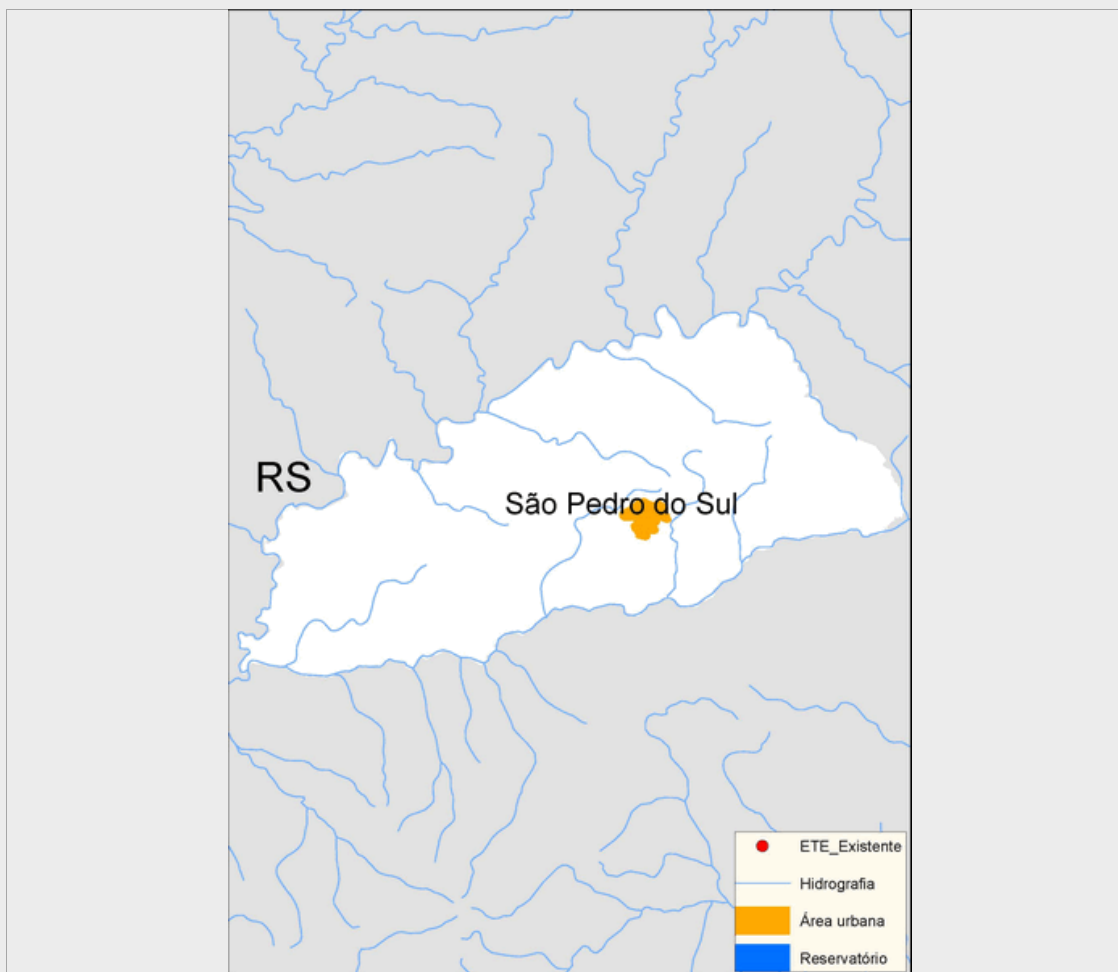 RS
São Pedro do Sul
ETE_Existente
Hidrografia
Área urbana
Reservatório